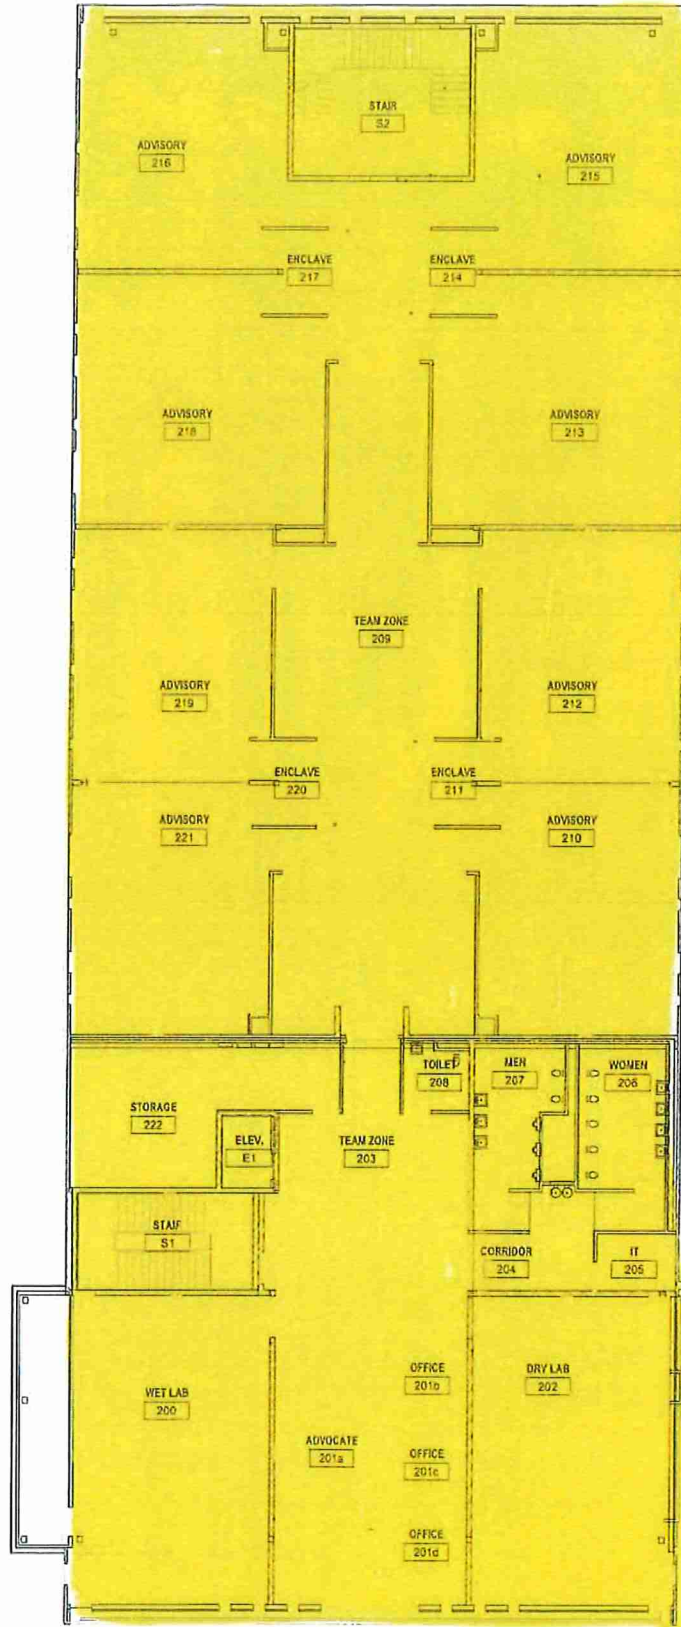 STAIR
S2
ADVISORY
216
ADVISORY
215
ENCLAVE
217
ENCLAVE
214
ADVISORY
218
ADVISORY
213
TEAM ZONE
209
ADVISORY
219
ADVISORY
212
ENCLAVE
220
ENCLAVE
211
ADVISORY
221
ADVISORY
210
TOILET
208
MEN
207
WOMEN
206
STORAGE
222
ELEV.
E1
TEAM ZONE
203
STAIR
S1
CORRIDOR
204
IT
205
WET LAB
200
OFFICE
201b
DRY LAB
202
ADVOCATE
201a
OFFICE
201c
OFFICE
201d